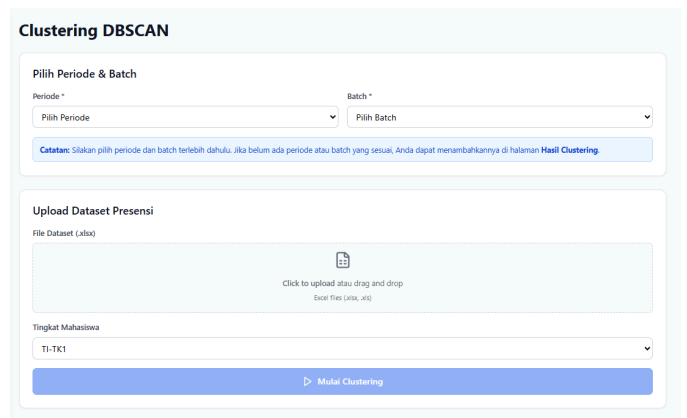 Clustering DBSCAN
Pilih Periode & Batch
Periode *
Batch *
Pilih Periode
Pilih Batch
Catatan: Silakan pilih periode dan batch terlebih dahulu. Jika belum ada periode atau batch yang sesuai, Anda dapat menambahkannya di halaman Hasil Clustering.
Upload Dataset Presensi
File Dataset (.xlsx)
Click to upload atau drag and drop
Excel files (.xlsx, .xls)
Tingkat Mahasiswa
TI-TK1
Mulai Clustering